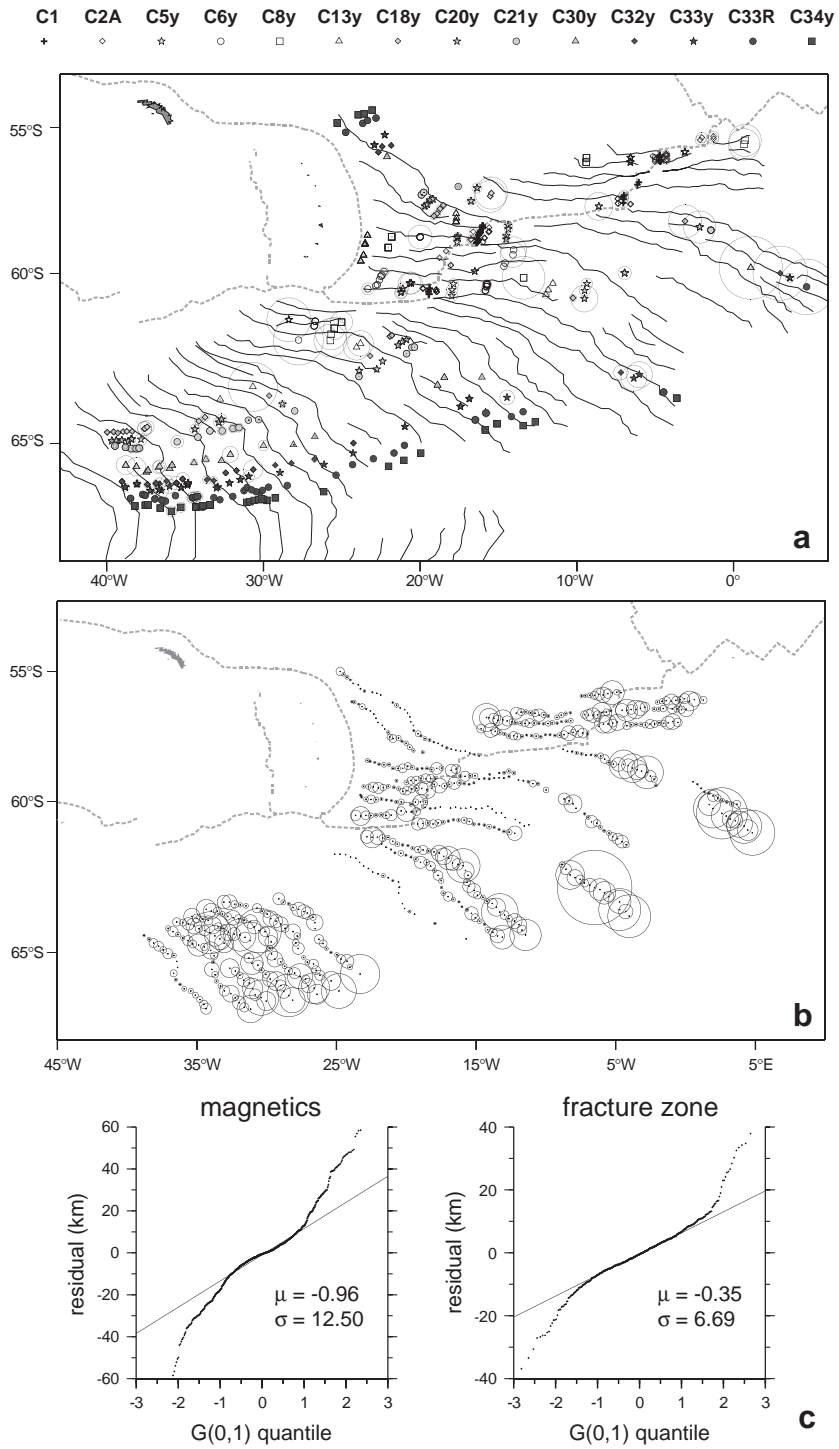 C1 C2A C5y C6y C8y C13y C18y C20y C21y C30y C32y C33y C33R C34y
55°S
60°S
65°S
a
40°W 30°W 20°W 10°W 0°
55°S
60°S
65°S
b
45°W 35°W 25°W 15°W 5°W 5°E
magnetics
60
40
20
0
-20
-40
-60
residual (km)
μ = -0.96
σ = 12.50
-3 -2 -1 0 1 2 3
G(0,1) quantile
fracture zone
40
20
0
-20
-40
residual (km)
μ = -0.35
σ = 6.69
-3 -2 -1 0 1 2 3
G(0,1) quantile
c